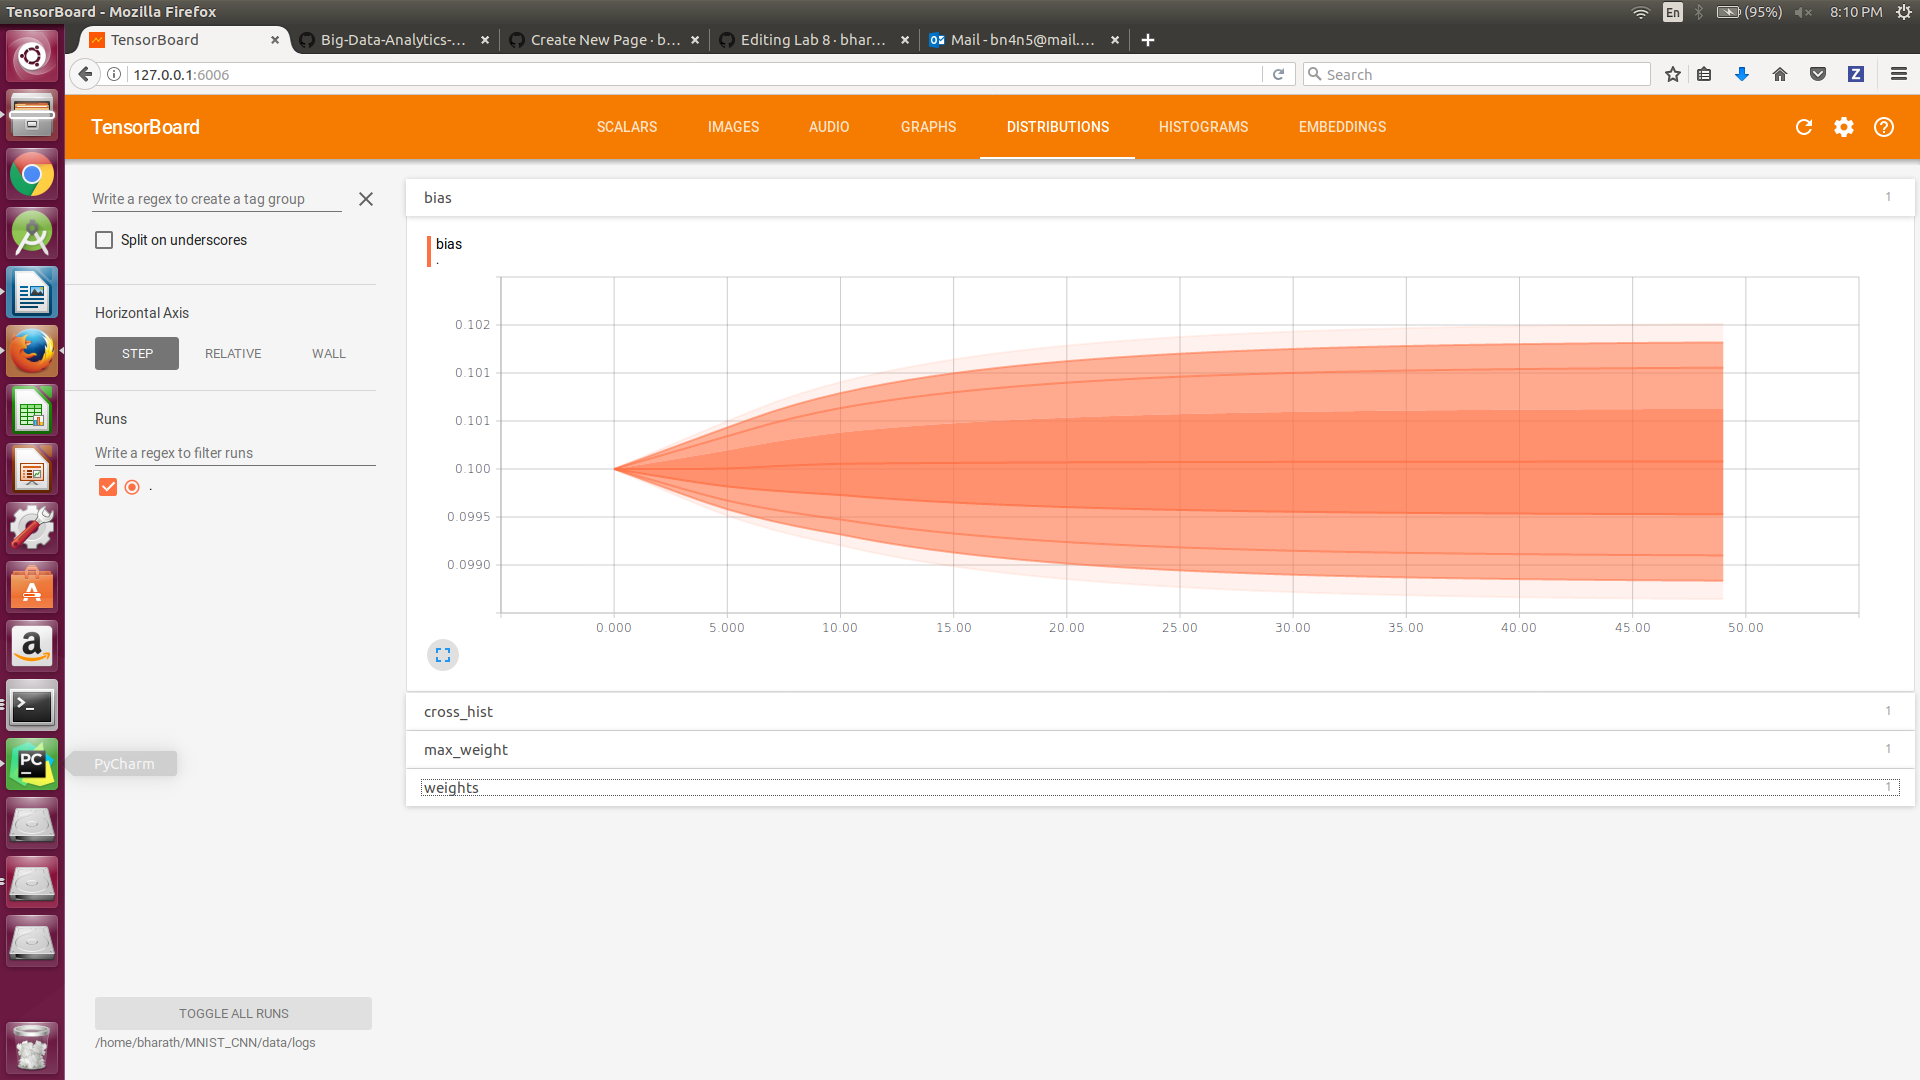 TensorBoard - Mozilla Firefox
En
(95%)
8:10 PM
TensorBoard
Big-Data-Analytics-...
Create New Page · b...
Editing Lab 8 · bhar...
Mail - bn4n5@mail....
127.0.0.1:6006
Search
Z
TensorBoard
SCALARS
IMAGES
AUDIO
GRAPHS
DISTRIBUTIONS
HISTOGRAMS
EMBEDDINGS
Write a regex to create a tag group
Split on underscores
Horizontal Axis
STEP
RELATIVE
WALL
Runs
Write a regex to filter runs
.
bias
1
bias
.
0.102
0.101
0.101
0.100
0.0995
0.0990
0.000
5.000
10.00
15.00
20.00
25.00
30.00
35.00
40.00
45.00
50.00
cross_hist
1
max_weight
1
weights
1
PC
PyCharm
TOGGLE ALL RUNS
/home/bharath/MNIST_CNN/data/logs